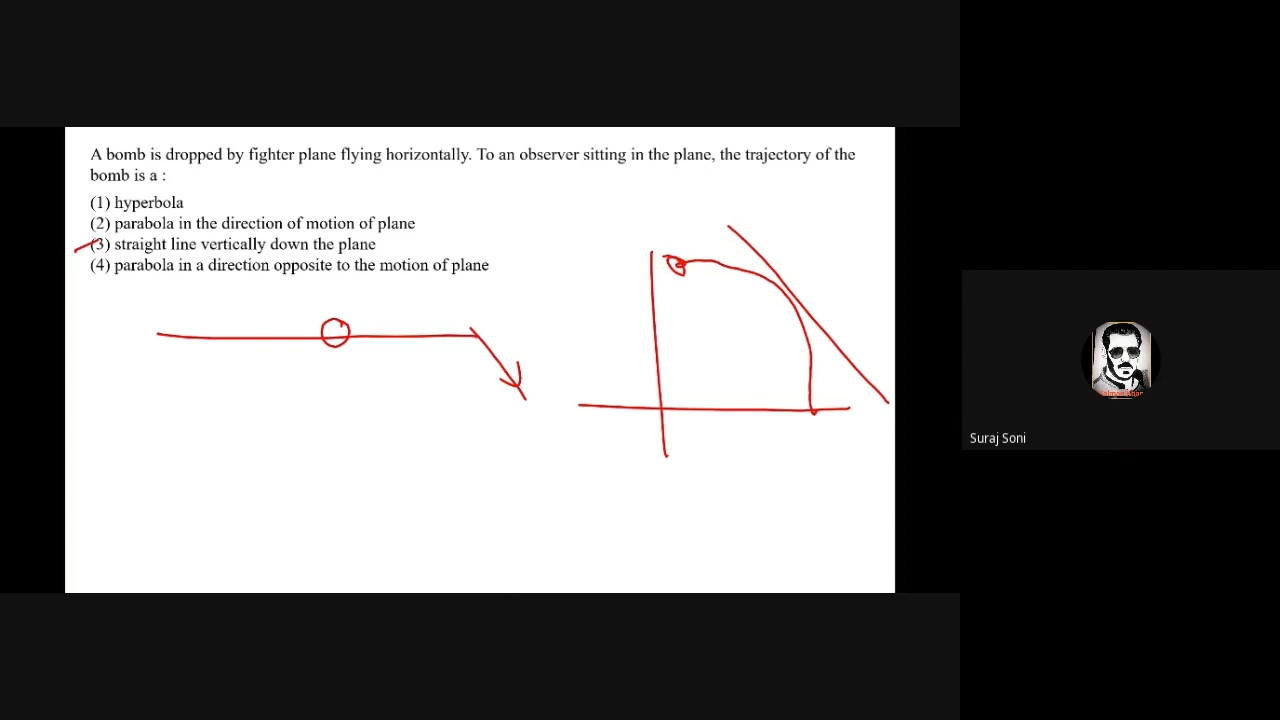 A bomb is dropped by fighter plane flying horizontally. To an observer sitting in the plane, the trajectory of the
bomb is a :
(1) hyperbola
(2) parabola in the direction of motion of plane
(3) straight line vertically down the plane
(4) parabola in a direction opposite to the motion of plane
Suraj Soni